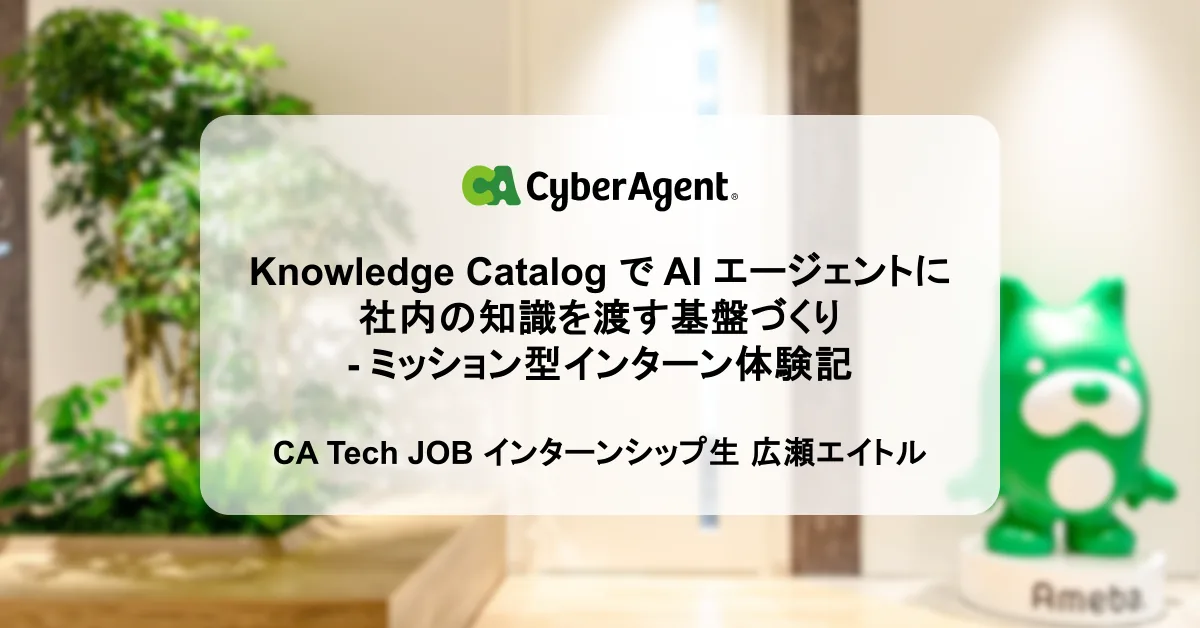 CA CyberAgent®
Knowledge Catalog で AI エージェントに
社内の知識を渡す基盤づくり
- ミッション型インターン体験記
CA Tech JOB インターンシップ生 広瀬エイトル
Ameba